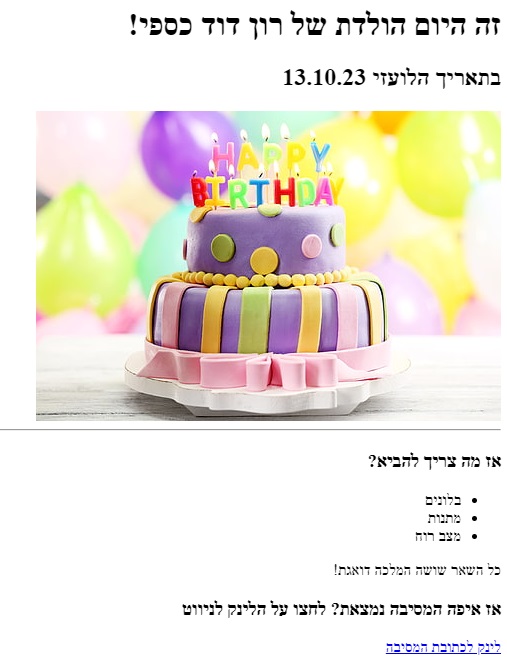 זה היום הולדת של רון דוד כספי!
בתאריך הלועזי 13.10.23
HAPPY
BIRTHDAY
אז מה צריך להביא?
בלונים
מתנות
מצב רוח
כל השאר שושה המלכה דואגת!
אז איפה המסיבה נמצאת? לחצו על הלינק לניווט
לינק לכתובת המסיבה